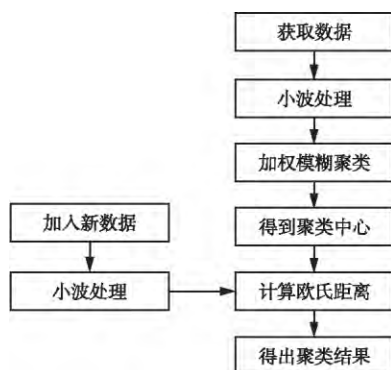 获取数据
小波处理
加权模糊聚类
加入新数据
得到聚类中心
小波处理
计算欧氏距离
得出聚类结果